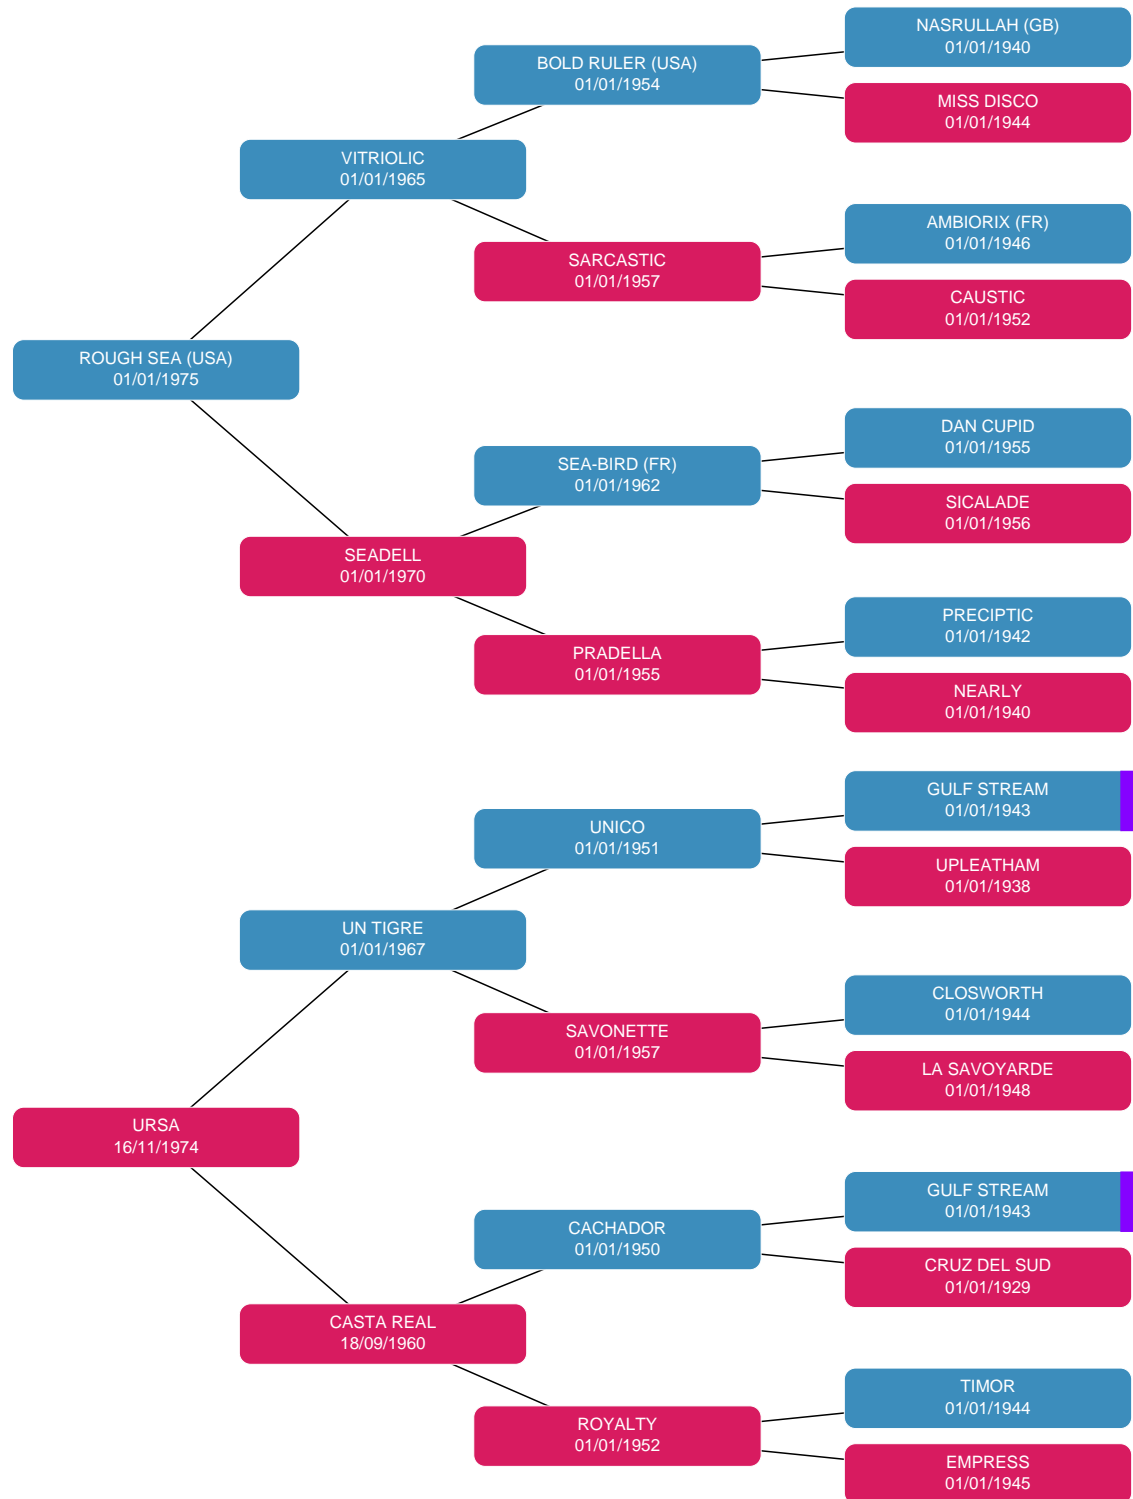 NASRULLAH (GB)
01/01/1940
BOLD RULER (USA)
01/01/1954
MISS DISCO
01/01/1944
VITRIOLIC
01/01/1965
AMBIORIX (FR)
01/01/1946
SARCASTIC
01/01/1957
CAUSTIC
01/01/1952
ROUGH SEA (USA)
01/01/1975
DAN CUPID
01/01/1955
SEA-BIRD (FR)
01/01/1962
SICALADE
01/01/1956
SEADELL
01/01/1970
PRECIPTIC
01/01/1942
PRADELLA
01/01/1955
NEARLY
01/01/1940
GULF STREAM
01/01/1943
UNICO
01/01/1951
UPLEATHAM
01/01/1938
UN TIGRE
01/01/1967
CLOSWORTH
01/01/1944
SAVONETTE
01/01/1957
LA SAVOYARDE
01/01/1948
URSA
16/11/1974
GULF STREAM
01/01/1943
CACHADOR
01/01/1950
CRUZ DEL SUD
01/01/1929
CASTA REAL
18/09/1960
TIMOR
01/01/1944
ROYALTY
01/01/1952
EMPRESS
01/01/1945